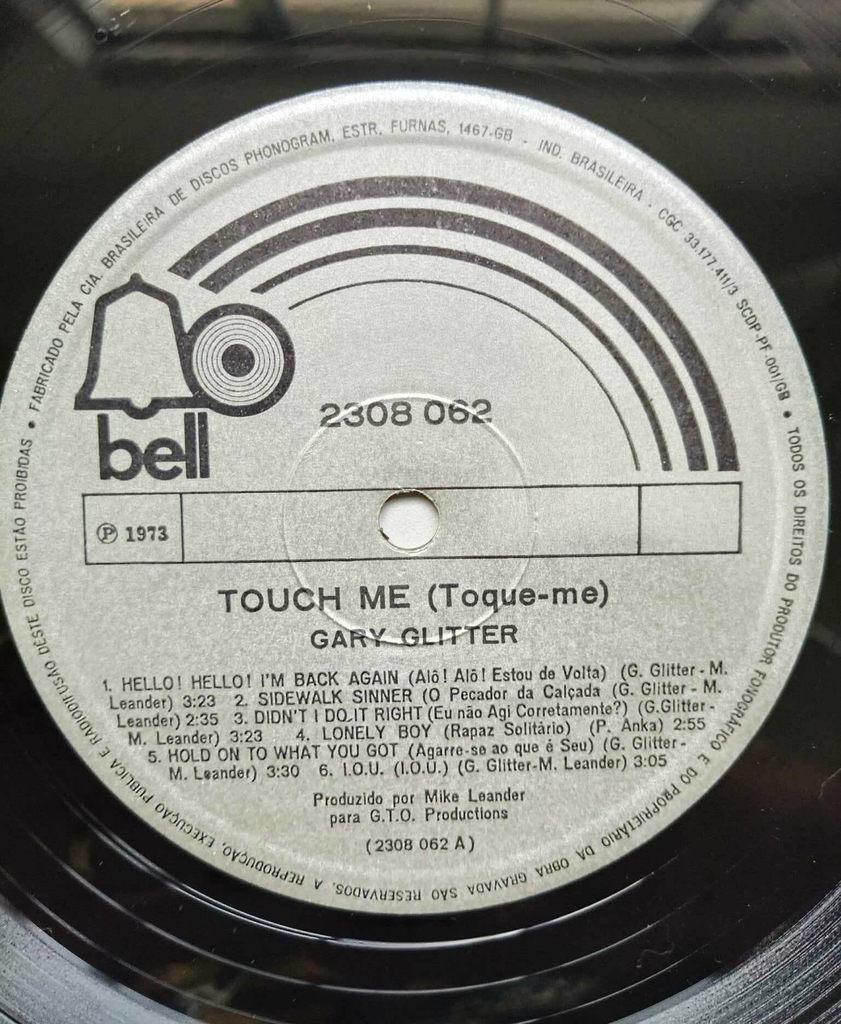 • FABRICADO PELA CIA. BRASILEIRA DE DISCOS PHONOGRAM, ESTR. FURNAS, 1467-GB - IND. BRASILEIRA - CGC 33.177.411/3 SCDP-PF-001/GB • TODOS OS DIREITOS DO PRODUTOR FONOGRÁFICO E DO PROPRIETÁRIO DA OBRA GRAVADA SÃO RESERVADOS. A REPRODUÇÃO, EXECUÇÃO PÚBLICA E RADIODIFUSÃO DESTE DISCO ESTÃO PROIBIDAS
bell
2308 062
Ⓟ 1973
TOUCH ME (Toque-me)
GARY GLITTER
1. HELLO! HELLO! I'M BACK AGAIN (Alô! Alô! Estou de Volta) (G. Glitter - M.
Leander) 3:23 2. SIDEWALK SINNER (O Pecador da Calçada (G. Glitter - M.
Leander) 2:35 3. DIDN'T I DO.IT RIGHT (Eu não Agi Corretamente?) (G.Glitter -
M. Leander) 3:23 4. LONELY BOY (Rapaz Solitário) (P. Anka) 2:55
5. HOLD ON TO WHAT YOU GOT (Agarre-se ao que é Seu) (G. Glitter -
M. Leander) 3:30 6. I.O.U. (I.O.U.) (G. Glitter-M. Leander) 3:05
Produzido por Mike Leander
para G.T.O. Productions
(2308 062 A)